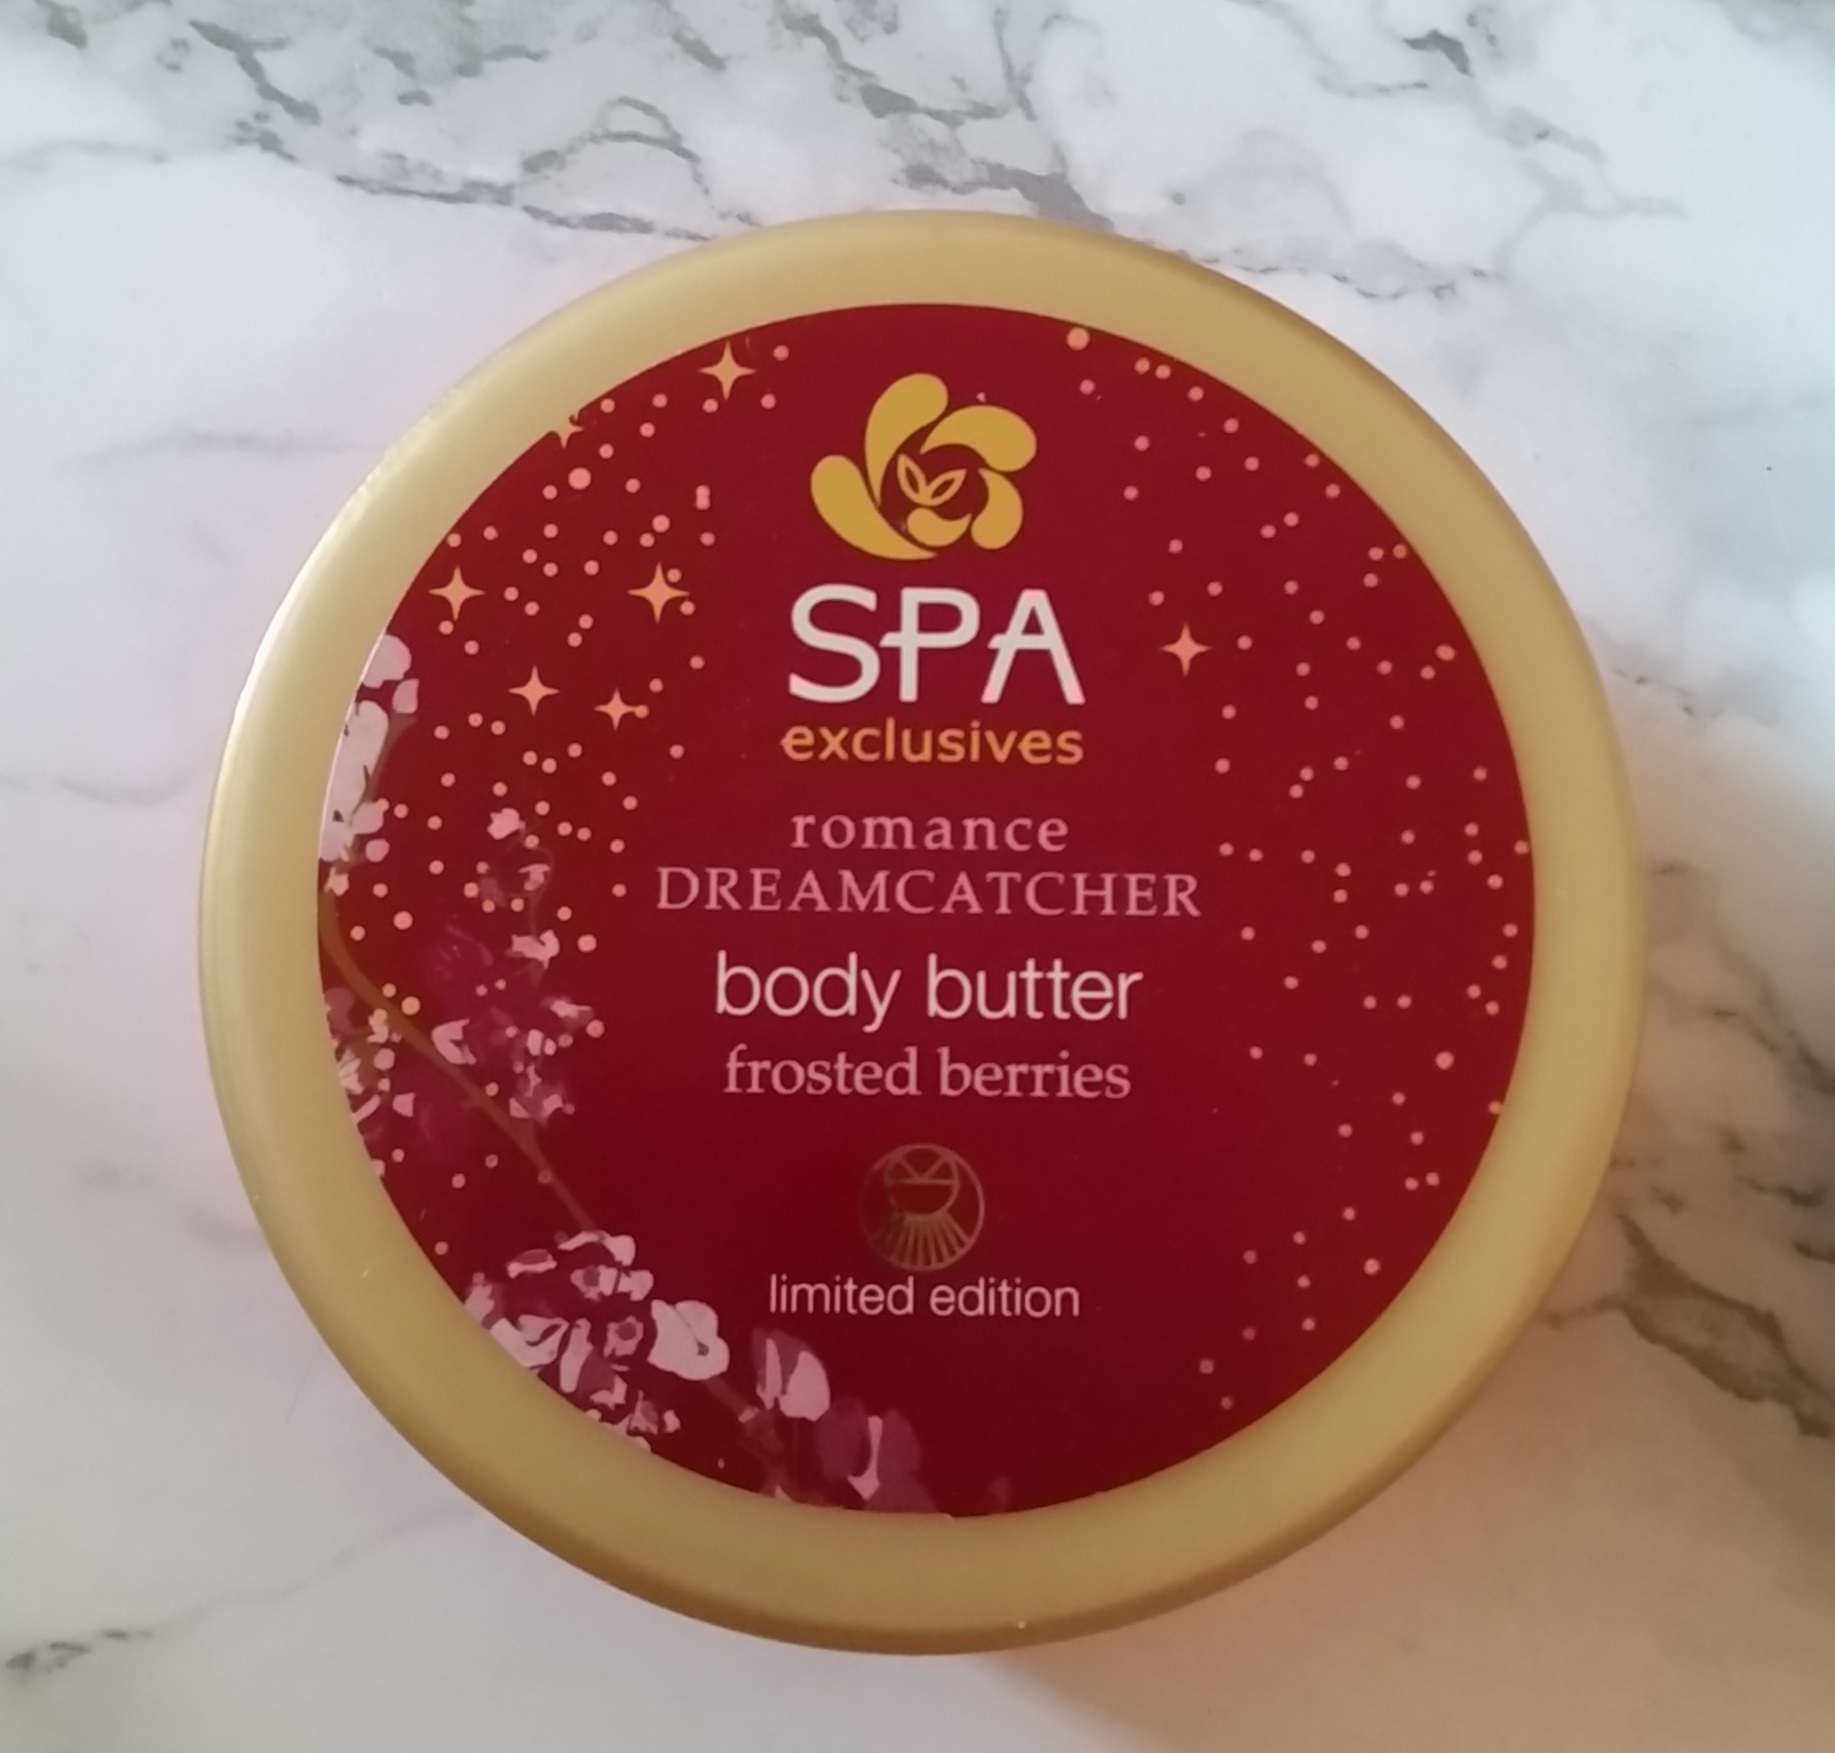 SPA
exclusives
romance
DREAMCATCHER
body butter
frosted berries
limited edition